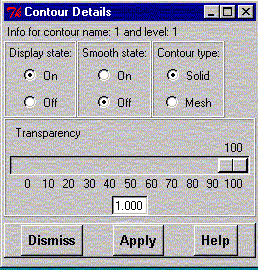 Contour Details
Info for contour name: 1 and level: 1
Display state: Smooth state: Contour type:
On On Solid
Off Off Mesh
Transparency
100
0 10 20 30 40 50 60 70 80 90 100
1.000
Dismiss Apply Help